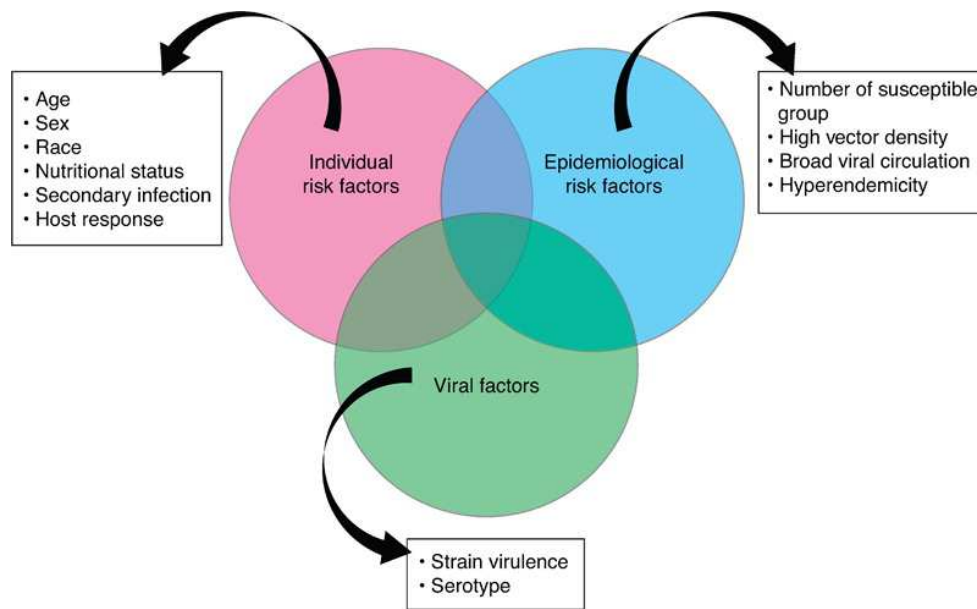 • Age
• Sex
• Race
• Nutritional status
• Secondary infection
• Host response
Individual
risk factors
Epidemiological
risk factors
• Number of susceptible
group
• High vector density
• Broad viral circulation
• Hyperendemicity
Viral factors
• Strain virulence
• Serotype